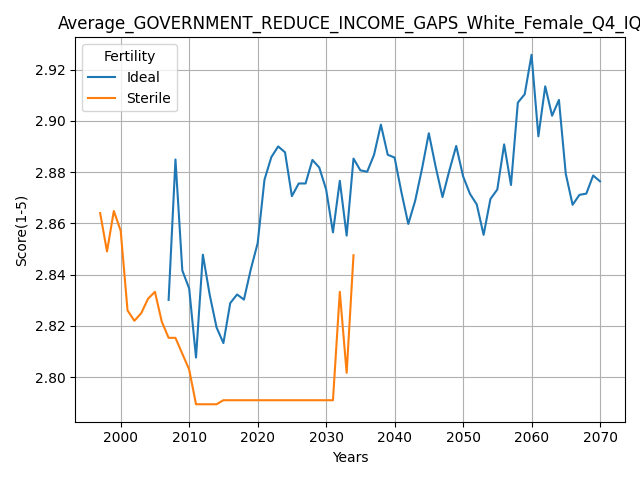 Average_GOVERNMENT_REDUCE_INCOME_GAPS_White_Female_Q4_IQ
Fertility
Ideal
Sterile
Score(1-5)
2.92
2.90
2.88
2.86
2.84
2.82
2.80
2000 2010 2020 2030 2040 2050 2060 2070
Years